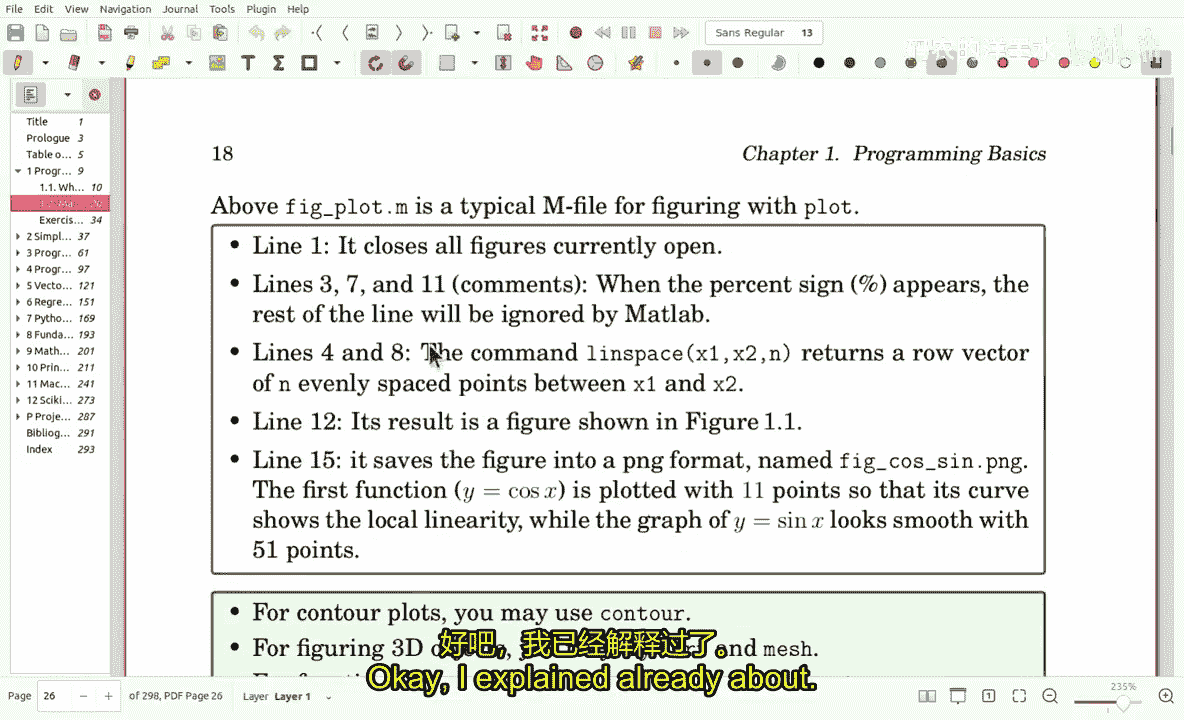 File Edit View Navigation Journal Tools Plugin Help
Sans Regular 13
Title 1
Prologue 3
Table o... 5
1 Progr... 9
1.1. Wh... 10
Exercis... 34
2 Simpl... 37
3 Progr... 61
4 Progr... 97
5 Vecto... 121
6 Regre... 151
7 Pytho... 169
8 Funda... 193
9 Math... 201
10 Prin... 211
11 Mac... 241
12 Sciki... 273
P Proje... 287
Bibliog... 291
Index 293
18 Chapter 1. Programming Basics
Above fig_plot.m is a typical M-file for figuring with plot.
• Line 1: It closes all figures currently open.
• Lines 3, 7, and 11 (comments): When the percent sign (%) appears, the
rest of the line will be ignored by Matlab.
• Lines 4 and 8: The command linspace(x1,x2,n) returns a row vector
of n evenly spaced points between x1 and x2.
• Line 12: Its result is a figure shown in Figure 1.1.
• Line 15: it saves the figure into a png format, named fig_cos_sin.png.
The first function (y = cos x) is plotted with 11 points so that its curve
shows the local linearity, while the graph of y = sin x looks smooth with
51 points.
• For contour plots, you may use contour.
• For figuring 3D and mesh.
好吧，我已经解释过了。
Okay, I explained already about.
Page 26 of 298, PDF Page 26 Layer Layer 1 235%